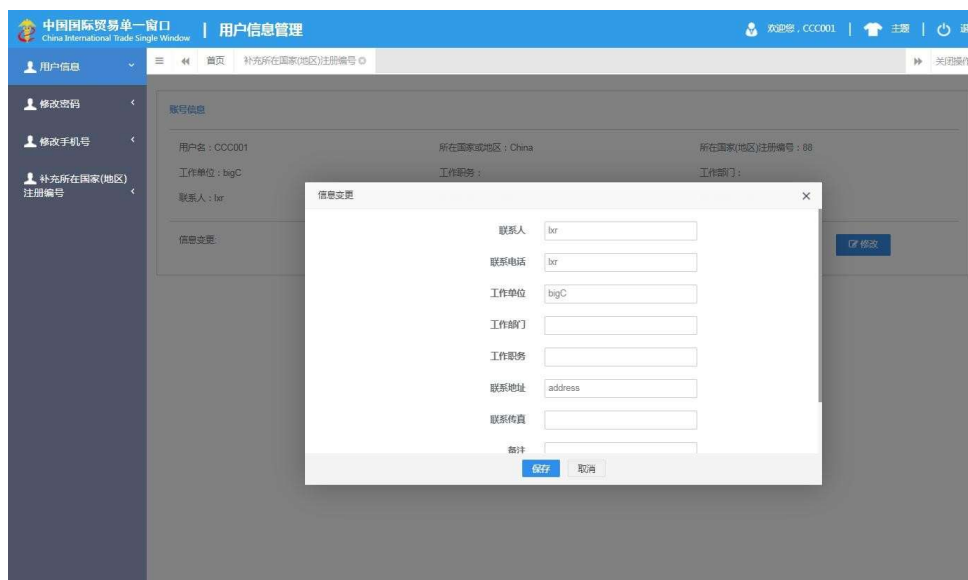 中国国际贸易单一窗口
China International Trade Single Window
用户信息管理
欢迎您 , CCC001
主题
用户信息
首页
补充所在国家(地区)注册编号
关闭操作
修改密码
修改手机号
补充所在国家(地区)
注册编号
账号信息
用户名 : CCC001
所在国家或地区 : China
所在国家(地区)注册编号 : 88
工作单位 : bigC
工作职务 :
工作部门 :
联系人 : lxr
信息变更
修改
信息变更
联系人 lxr
联系电话 lxr
工作单位 bigC
工作部门
工作职务
联系地址 address
联系传真
备注
保存
取消